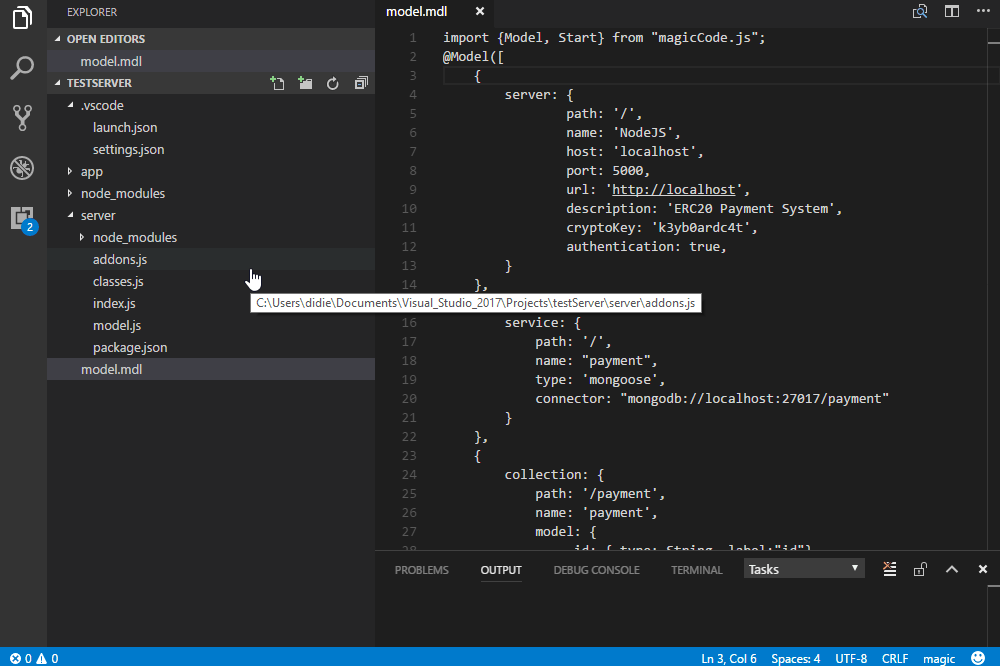 EXPLORER
OPEN EDITORS
model.mdl
TESTSERVER
.vscode
launch.json
settings.json
app
node_modules
server
node_modules
addons.js
classes.js
index.js
model.js
package.json
model.mdl
2
C:\Users\didie\Documents\Visual_Studio_2017\Projects\testServer\server\addons.js
model.mdl
1 import {Model, Start} from "magicCode.js";
2 @Model([
3 {
4 server: {
5 path: '/',
6 name: 'NodeJS',
7 host: 'localhost',
8 port: 5000,
9 url: 'http://localhost',
10 description: 'ERC20 Payment System',
11 cryptoKey: 'k3yb0ardc4t',
12 authentication: true,
13 }
14 },
16 service: {
17 path: '/',
18 name: "payment",
19 type: 'mongoose',
20 connector: "mongodb://localhost:27017/payment"
21 }
22 },
23 {
24 collection: {
25 path: '/payment',
26 name: 'payment',
27 model: {
28 id: { type: String, label:"id"}
PROBLEMS OUTPUT DEBUG CONSOLE TERMINAL Tasks
0 0 Ln 3, Col 6 Spaces: 4 UTF-8 CRLF magic